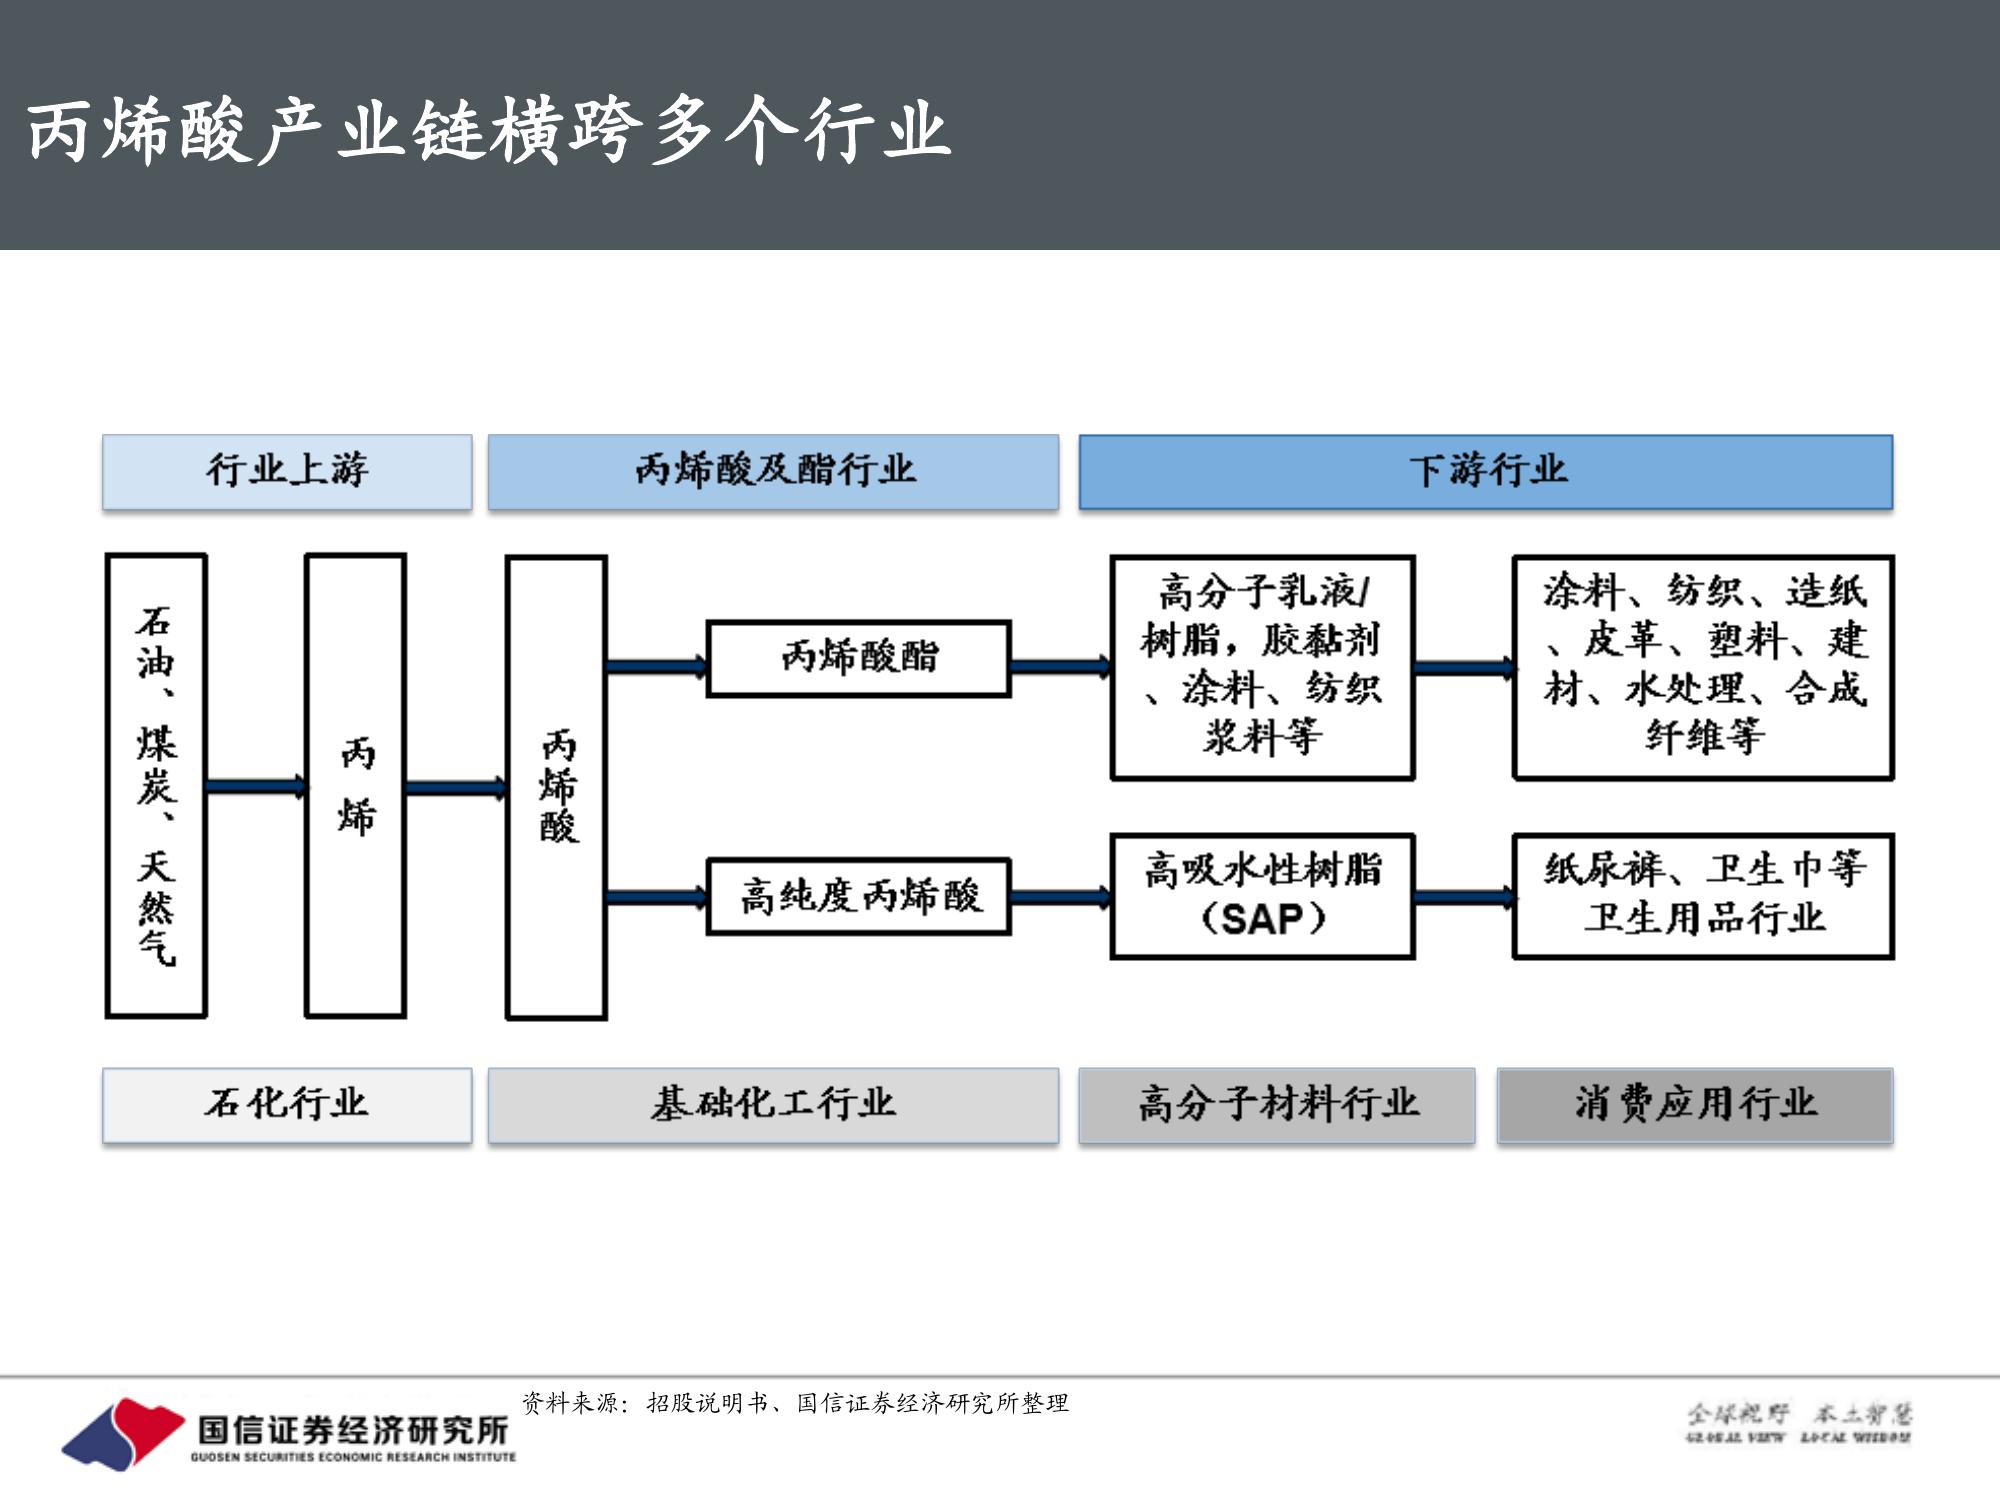 丙烯酸产业链横跨多个行业
行业上游
丙烯酸及酯行业
下游行业
石油、煤炭、天然气
丙烯
丙烯酸
丙烯酸酯
高纯度丙烯酸
高分子乳液/
树脂，胶黏剂
、涂料、纺织
浆料等
涂料、纺织、造纸
、皮革、塑料、建
材、水处理、合成
纤维等
高吸水性树脂
（SAP）
纸尿裤、卫生巾等
卫生用品行业
石化行业
基础化工行业
高分子材料行业
消费应用行业
资料来源：招股说明书、国信证券经济研究所整理
国信证券经济研究所
GUOSEN SECURITIES ECONOMIC RESEARCH INSTITUTE
全球视野 本土智慧
GLOBAL VIEW LOCAL WISDOM